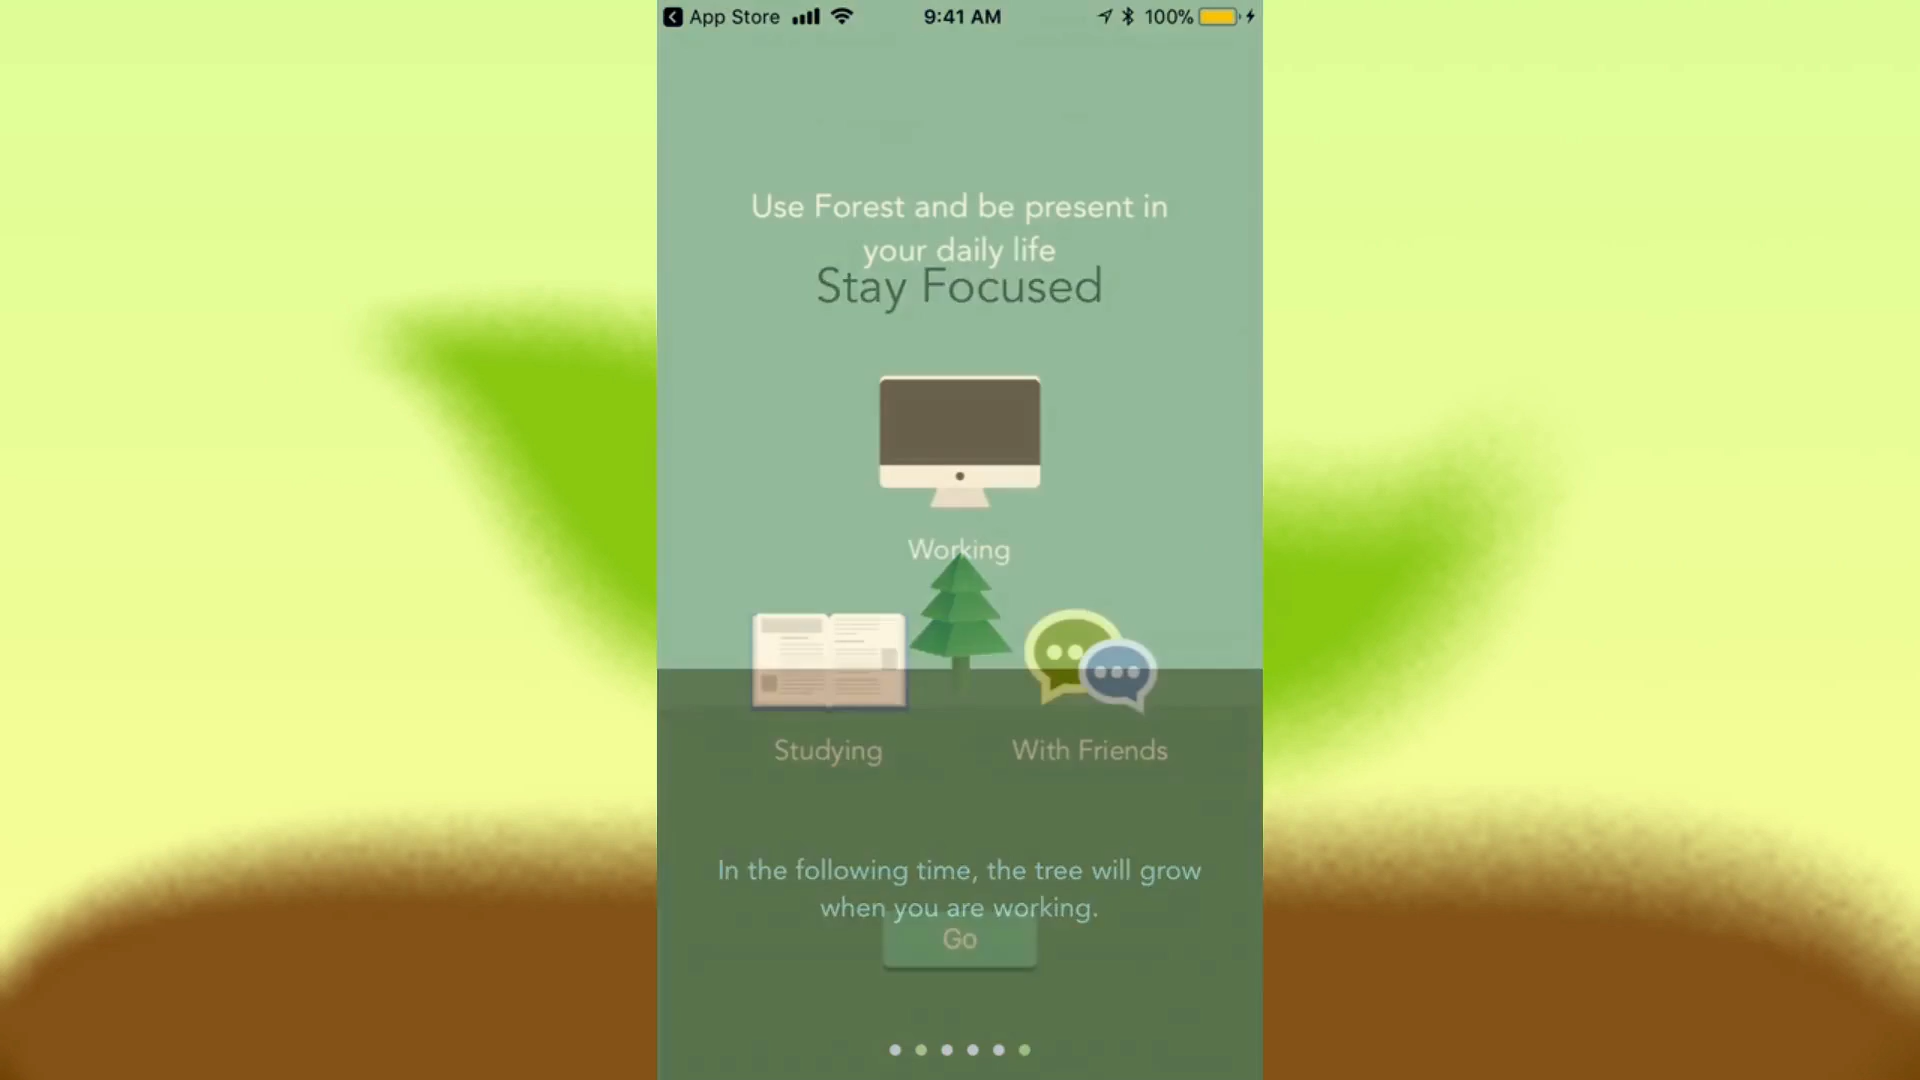 App Store
9:41 AM
100%
Use Forest and be present in
your daily life
Stay Focused
Working
Studying
With Friends
In the following time, the tree will grow
when you are working.
Go